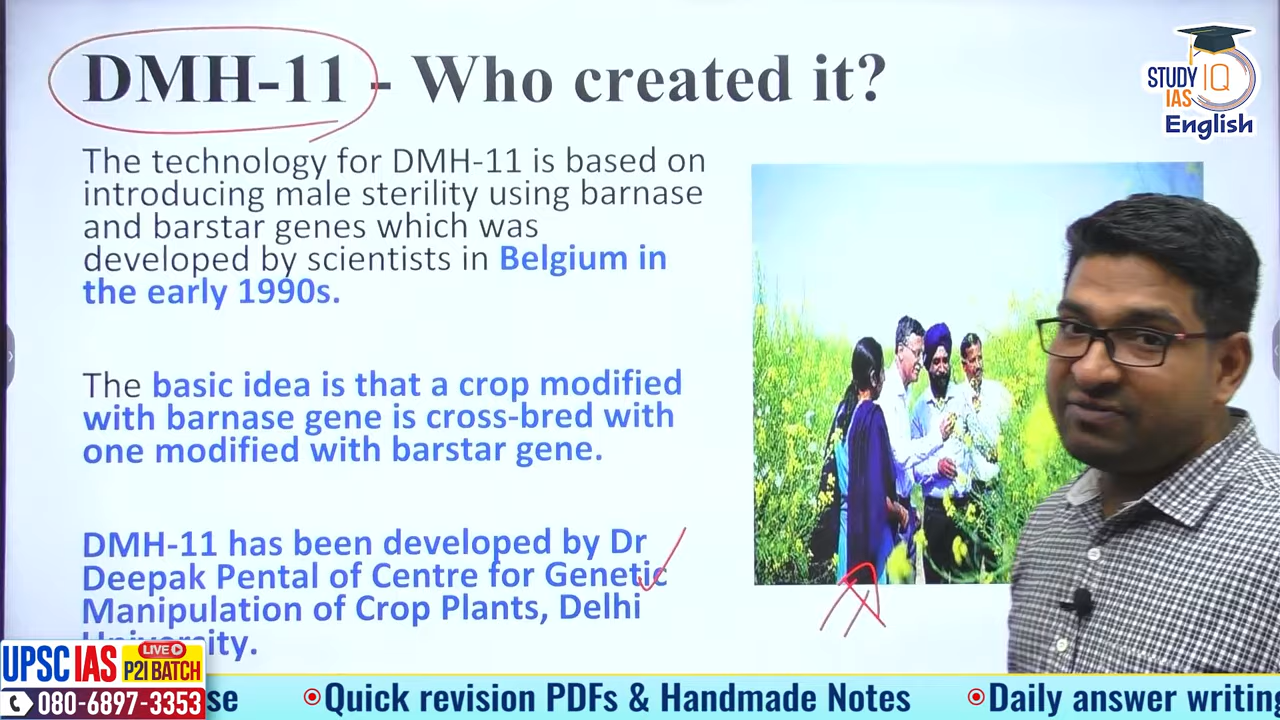 DMH-11 - Who created it?
STUDY IQ
IAS
English
The technology for DMH-11 is based on
introducing male sterility using barnase
and barstar genes which was
developed by scientists in Belgium in
the early 1990s.
The basic idea is that a crop modified
with barnase gene is cross-bred with
one modified with barstar gene.
DMH-11 has been developed by Dr
Deepak Pental of Centre for Genetic
Manipulation of Crop Plants, Delhi
University.
UPSC IAS LIVE P2I BATCH
080-6897-3353
se Quick revision PDFs & Handmade Notes Daily answer writing